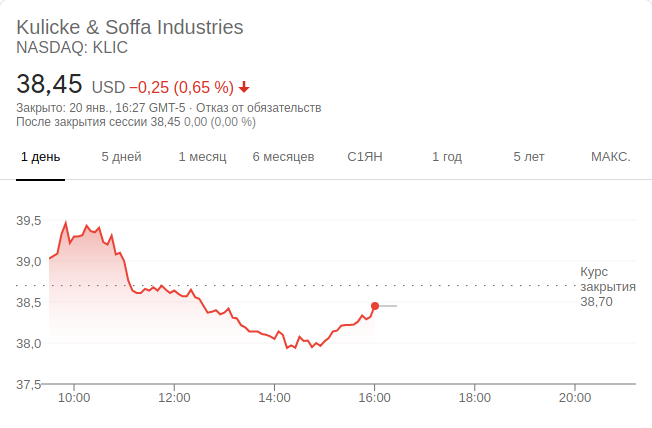 Kulicke & Soffa Industries
NASDAQ: KLIC
38,45 USD −0,25 (0,65 %)
Закрыто: 20 янв., 16:27 GMT-5 · Отказ от обязательств
После закрытия сессии 38,45 0,00 (0,00 %)
1 день 5 дней 1 месяц 6 месяцев С1ЯН 1 год 5 лет МАКС.
39,5
39,0
Курс
закрытия
38,70
38,5
38,0
37,5
10:00 12:00 14:00 16:00 18:00 20:00